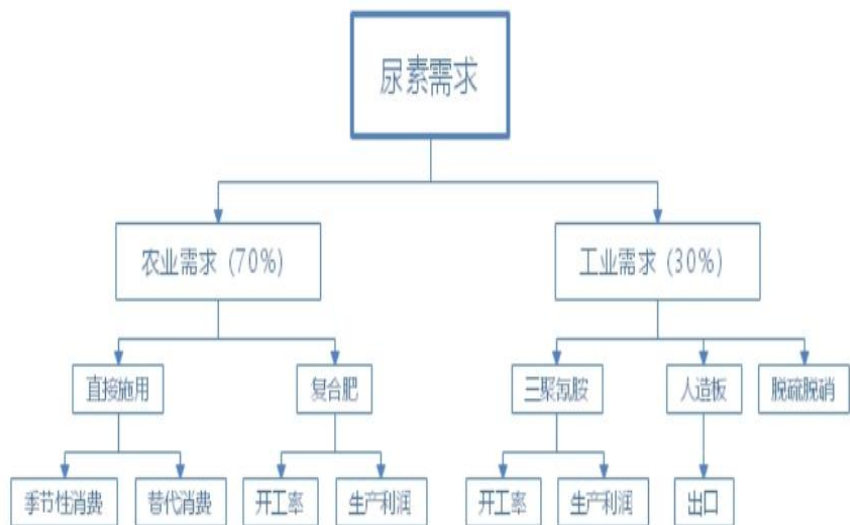 尿素需求
农业需求 (70%)
工业需求 (30%)
直接施用
复合肥
三聚氰胺
人造板
脱硫脱硝
季节性消费
替代消费
开工率
生产利润
开工率
生产利润
出口